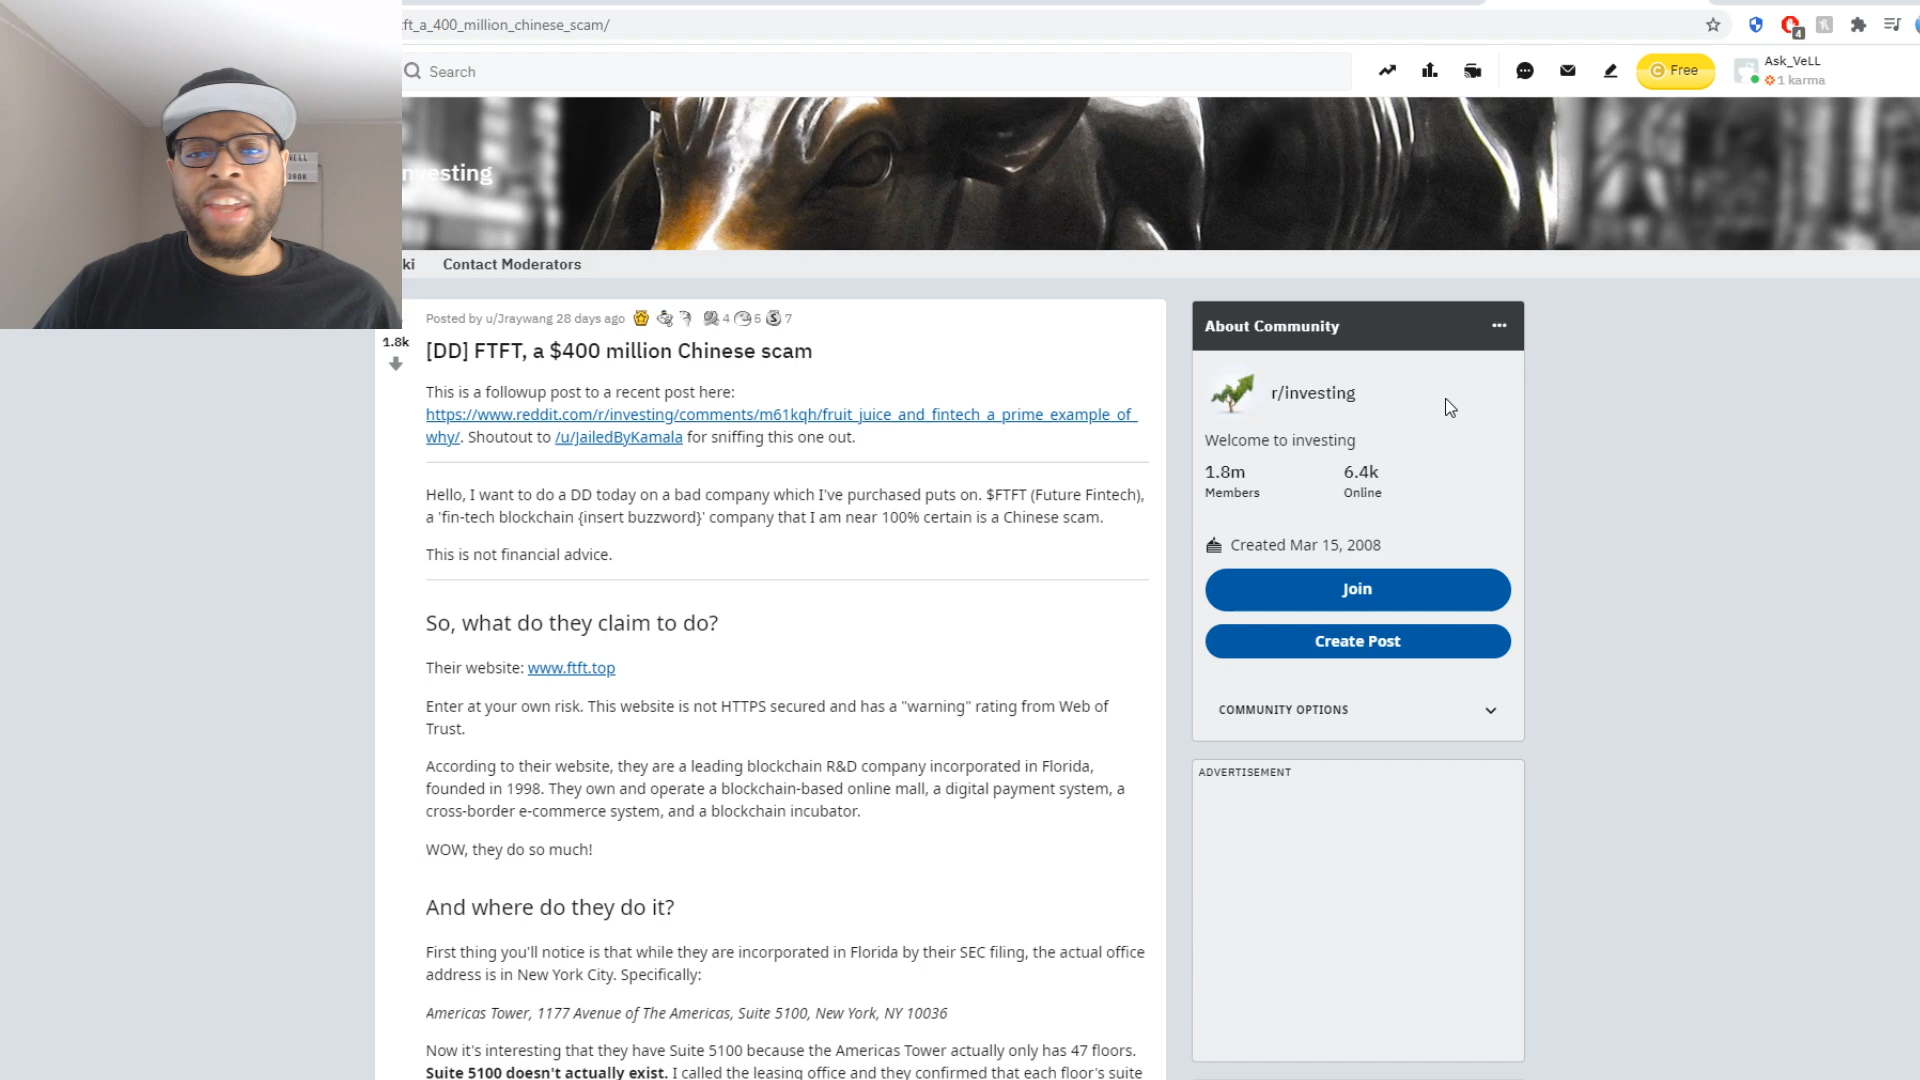 ft_a_400_million_chinese_scam/
4
Search
Free
Ask_VeLL
1 karma
VELL
260K
nvesting
ki Contact Moderators
Posted by u/Jraywang 28 days ago 4 5 7
1.8k
[DD] FTFT, a $400 million Chinese scam
This is a followup post to a recent post here:
https://www.reddit.com/r/investing/comments/m61kqh/fruit_juice_and_fintech_a_prime_example_of_
why/. Shoutout to /u/JailedByKamala for sniffing this one out.
Hello, I want to do a DD today on a bad company which I've purchased puts on. $FTFT (Future Fintech),
a 'fin-tech blockchain {insert buzzword}' company that I am near 100% certain is a Chinese scam.
This is not financial advice.
So, what do they claim to do?
Their website: www.ftft.top
Enter at your own risk. This website is not HTTPS secured and has a "warning" rating from Web of
Trust.
According to their website, they are a leading blockchain R&D company incorporated in Florida,
founded in 1998. They own and operate a blockchain-based online mall, a digital payment system, a
cross-border e-commerce system, and a blockchain incubator.
WOW, they do so much!
And where do they do it?
First thing you'll notice is that while they are incorporated in Florida by their SEC filing, the actual office
address is in New York City. Specifically:
Americas Tower, 1177 Avenue of The Americas, Suite 5100, New York, NY 10036
Now it's interesting that they have Suite 5100 because the Americas Tower actually only has 47 floors.
Suite 5100 doesn't actually exist. I called the leasing office and they confirmed that each floor's suite
About Community
r/investing
Welcome to investing
1.8m 6.4k
Members Online
Created Mar 15, 2008
Join
Create Post
COMMUNITY OPTIONS
ADVERTISEMENT